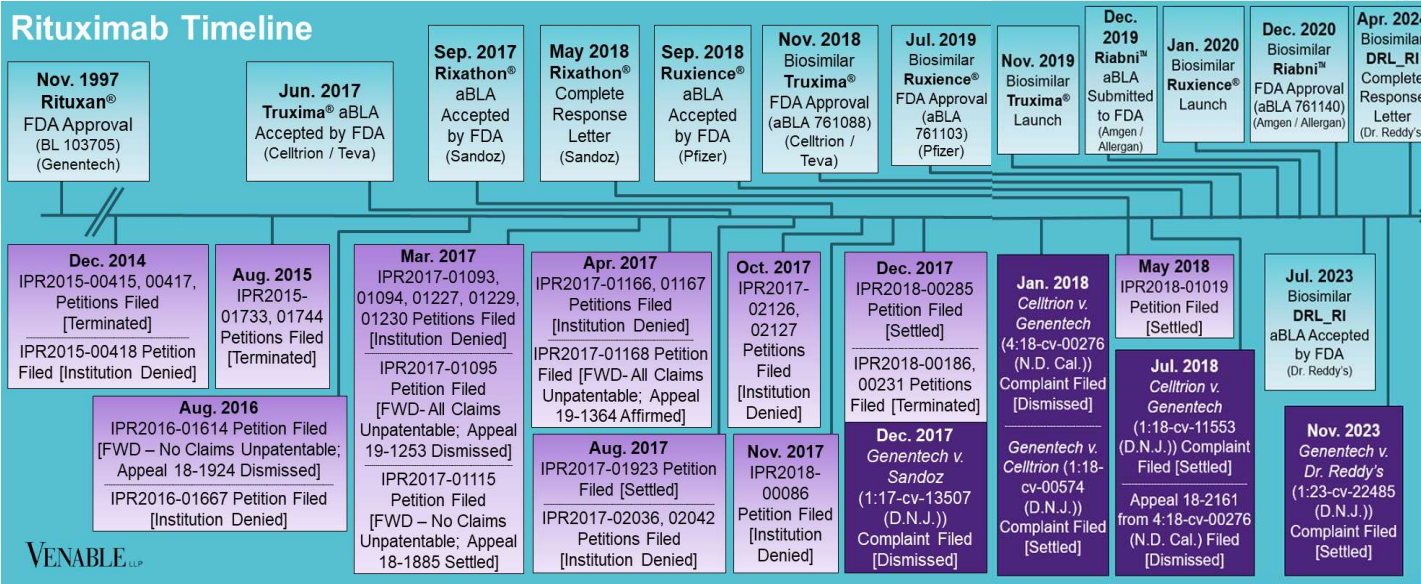 Rituximab Timeline
Nov. 1997
Rituxan®
FDA Approval
(BL 103705)
(Genentech)
Jun. 2017
Truxima® aBLA
Accepted by FDA
(Celltrion / Teva)
Sep. 2017
Rixathon®
aBLA
Accepted
by FDA
(Sandoz)
May 2018
Rixathon®
Complete
Response
Letter
(Sandoz)
Sep. 2018
Ruxience®
aBLA
Accepted by
FDA
(Pfizer)
Nov. 2018
Biosimilar
Truxima®
FDA Approval
(aBLA 761088)
(Celltrion /
Teva)
Jul. 2019
Biosimilar
Ruxience®
FDA Approval
(aBLA
761103)
(Pfizer)
Nov. 2019
Biosimilar
Truxima®
Launch
Dec.
2019
Riabni™
aBLA
Submitted
to FDA
(Amgen /
Allergan)
Jan. 2020
Biosimilar
Ruxience®
Launch
Dec. 2020
Biosimilar
Riabni™
FDA Approval
(aBLA 761140)
(Amgen / Allergan)
Apr. 2024
Biosimilar
DRL_RI
Complete
Response
Letter
(Dr. Reddy's)
Dec. 2014
IPR2015-00415, 00417,
Petitions Filed
[Terminated]
IPR2015-00418 Petition
Filed [Institution Denied]
Aug. 2015
IPR2015-
01733, 01744
Petitions Filed
[Terminated]
Aug. 2016
IPR2016-01614 Petition Filed
[FWD – No Claims Unpatentable;
Appeal 18-1924 Dismissed]
IPR2016-01667 Petition Filed
[Institution Denied]
Mar. 2017
IPR2017-01093,
01094, 01227, 01229,
01230 Petitions Filed
[Institution Denied]
IPR2017-01095
Petition Filed
[FWD- All Claims
Unpatentable; Appeal
19-1253 Dismissed]
IPR2017-01115
Petition Filed
[FWD – No Claims
Unpatentable; Appeal
18-1885 Settled]
Apr. 2017
IPR2017-01166, 01167
Petitions Filed
[Institution Denied]
IPR2017-01168 Petition
Filed [FWD- All Claims
Unpatentable; Appeal
19-1364 Affirmed]
Aug. 2017
IPR2017-01923 Petition
Filed [Settled]
IPR2017-02036, 02042
Petitions Filed
[Institution Denied]
Oct. 2017
IPR2017-
02126,
02127
Petitions
Filed
[Institution
Denied]
Nov. 2017
IPR2018-
00086
Petition Filed
[Institution
Denied]
Dec. 2017
IPR2018-00285
Petition Filed
[Settled]
IPR2018-00186,
00231 Petitions
Filed [Terminated]
Dec. 2017
Genentech v.
Sandoz
(1:17-cv-13507
(D.N.J.))
Complaint Filed
[Dismissed]
Jan. 2018
Celltrion v.
Genentech
(4:18-cv-00276
(N.D. Cal.))
Complaint Filed
[Dismissed]
Genentech v.
Celltrion (1:18-
cv-00574
(D.N.J.))
Complaint Filed
[Settled]
May 2018
IPR2018-01019
Petition Filed
[Settled]
Jul. 2018
Celltrion v.
Genentech
(1:18-cv-11553
(D.N.J.)) Complaint
Filed [Settled]
Appeal 18-2161
from 4:18-cv-00276
(N.D. Cal.) Filed
[Dismissed]
Jul. 2023
Biosimilar
DRL_RI
aBLA Accepted
by FDA
(Dr. Reddy's)
Nov. 2023
Genentech v.
Dr. Reddy's
(1:23-cv-22485
(D.N.J.))
Complaint Filed
[Settled]
VENABLE LLP